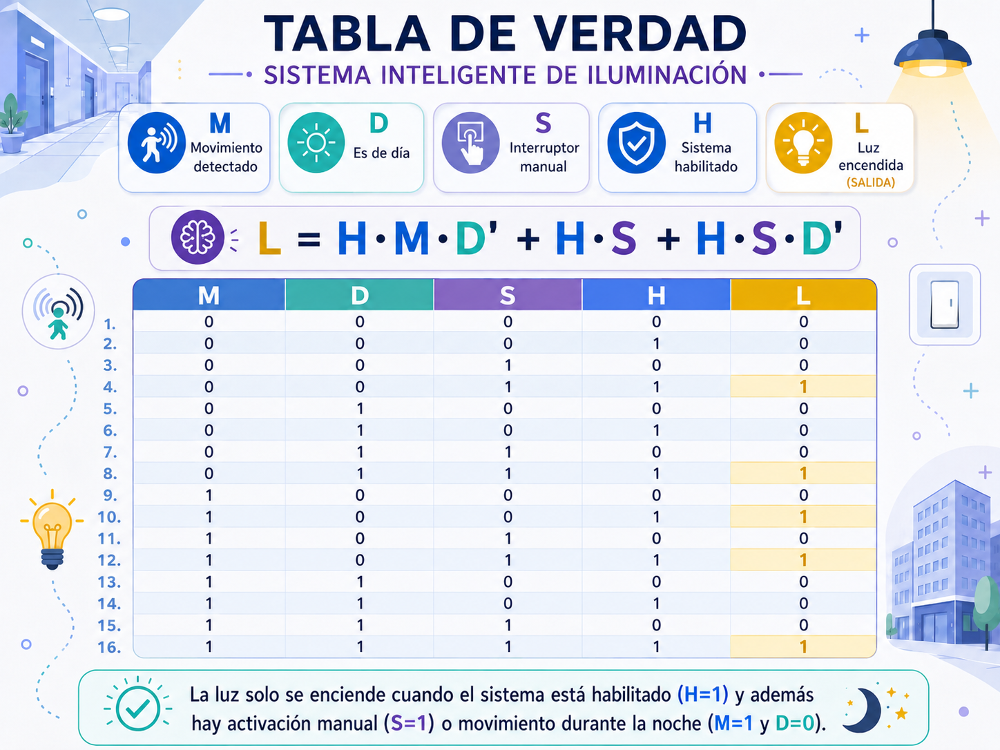 TABLA DE VERDAD
SISTEMA INTELIGENTE DE ILUMINACIÓN
M
Movimiento
detectado
D
Es de día
S
Interruptor
manual
H
Sistema
habilitado
L
Luz
encendida
(SALIDA)
L = H·M·D' + H·S + H·S·D'
M D S H L
1. 0 0 0 0 0
2. 0 0 0 1 0
3. 0 0 1 0 0
4. 0 0 1 1 1
5. 0 1 0 0 0
6. 0 1 0 1 0
7. 0 1 1 0 0
8. 0 1 1 1 1
9. 1 0 0 0 0
10. 1 0 0 1 1
11. 1 0 1 0 0
12. 1 0 1 1 1
13. 1 1 0 0 0
14. 1 1 0 1 0
15. 1 1 1 0 0
16. 1 1 1 1 1
La luz solo se enciende cuando el sistema está habilitado (H=1) y además
hay activación manual (S=1) o movimiento durante la noche (M=1 y D=0).